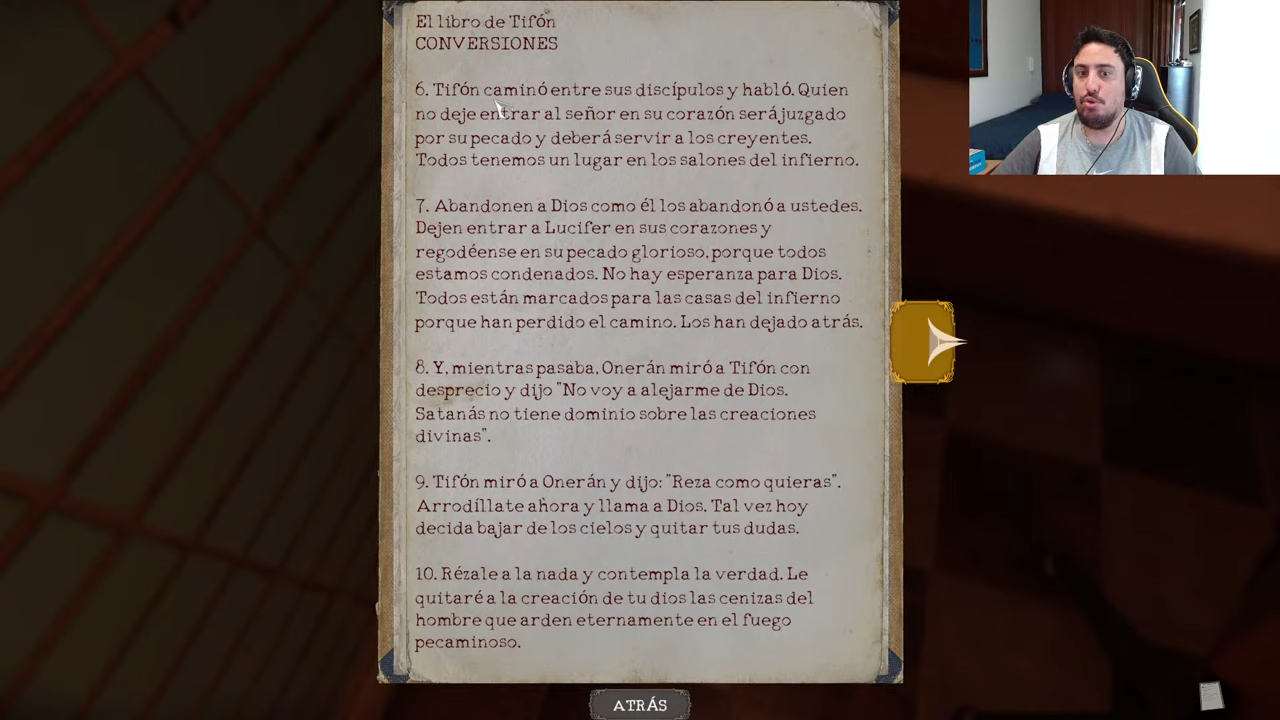 El libro de Tifón
CONVERSIONES
6. Tifón caminó entre sus discípulos y habló. Quien
no deje entrar al señor en su corazón será juzgado
por su pecado y deberá servir a los creyentes.
Todos tenemos un lugar en los salones del infierno.
7. Abandonen a Dios como él los abandonó a ustedes.
Dejen entrar a Lucifer en sus corazones y
regodéense en su pecado glorioso, porque todos
estamos condenados. No hay esperanza para Dios.
Todos están marcados para las casas del infierno
porque han perdido el camino. Los han dejado atrás.
8. Y, mientras pasaba, Onerán miró a Tifón con
desprecio y dijo "No voy a alejarme de Dios.
Satanás no tiene dominio sobre las creaciones
divinas".
9. Tifón miró a Onerán y dijo: "Reza como quieras".
Arrodíllate ahora y llama a Dios. Tal vez hoy
decida bajar de los cielos y quitar tus dudas.
10. Rézale a la nada y contempla la verdad. Le
quitaré a la creación de tu dios las cenizas del
hombre que arden eternamente en el fuego
pecaminoso.
ATRÁS